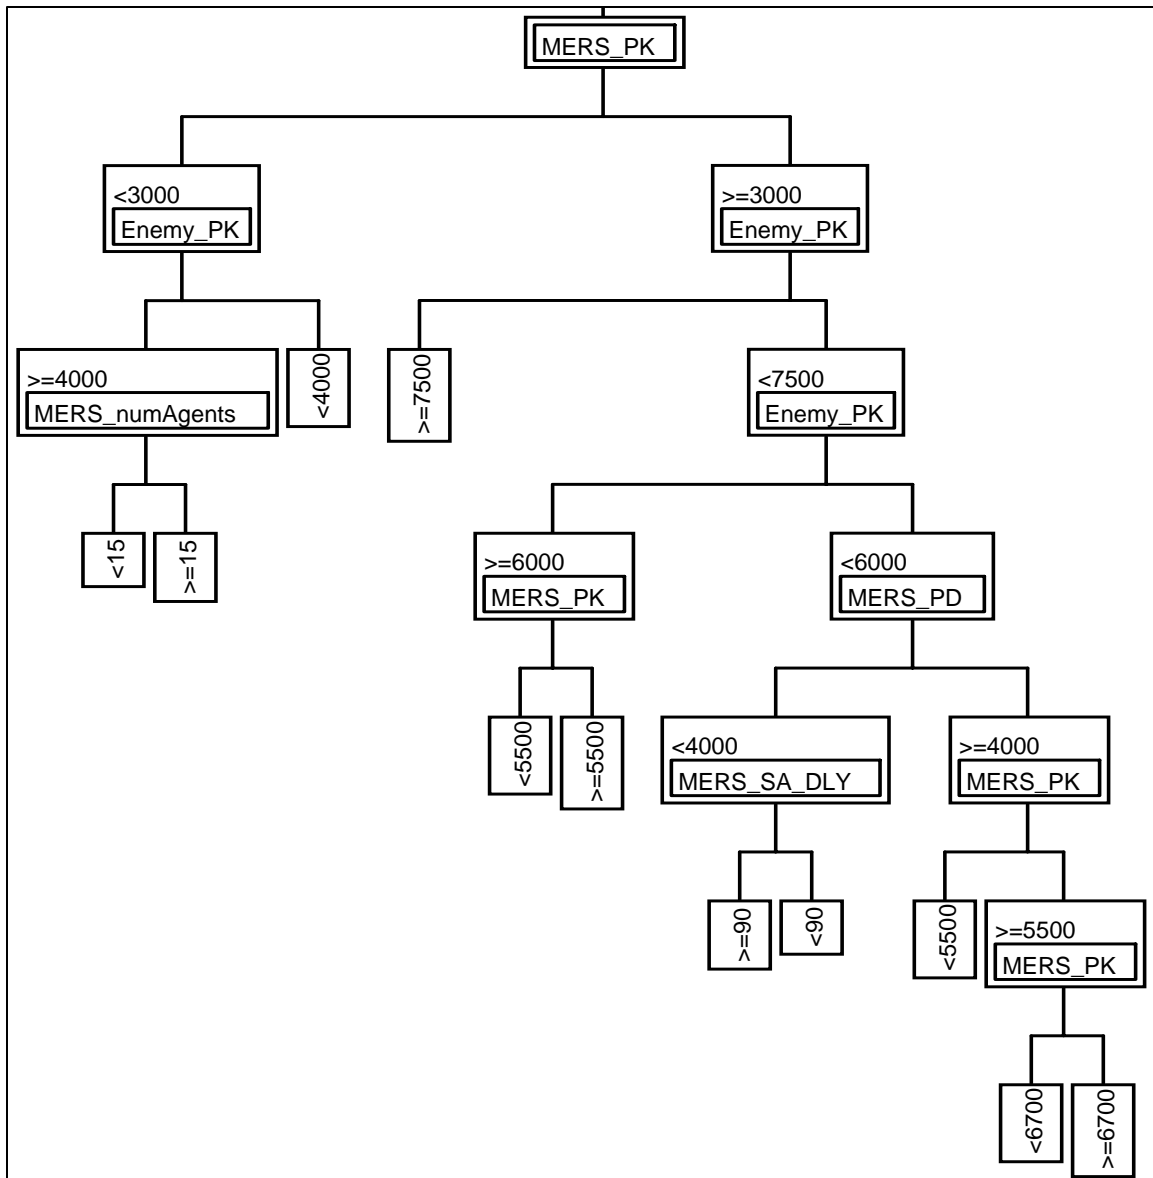 MERS_PK
<3000
Enemy_PK
>=3000
Enemy_PK
>=4000
MERS_numAgents
<4000
>=7500
<7500
Enemy_PK
<15
>=15
>=6000
MERS_PK
<6000
MERS_PD
<5500
>=5500
<4000
MERS_SA_DLY
>=4000
MERS_PK
>=90
<90
<5500
>=5500
MERS_PK
<6700
>=6700